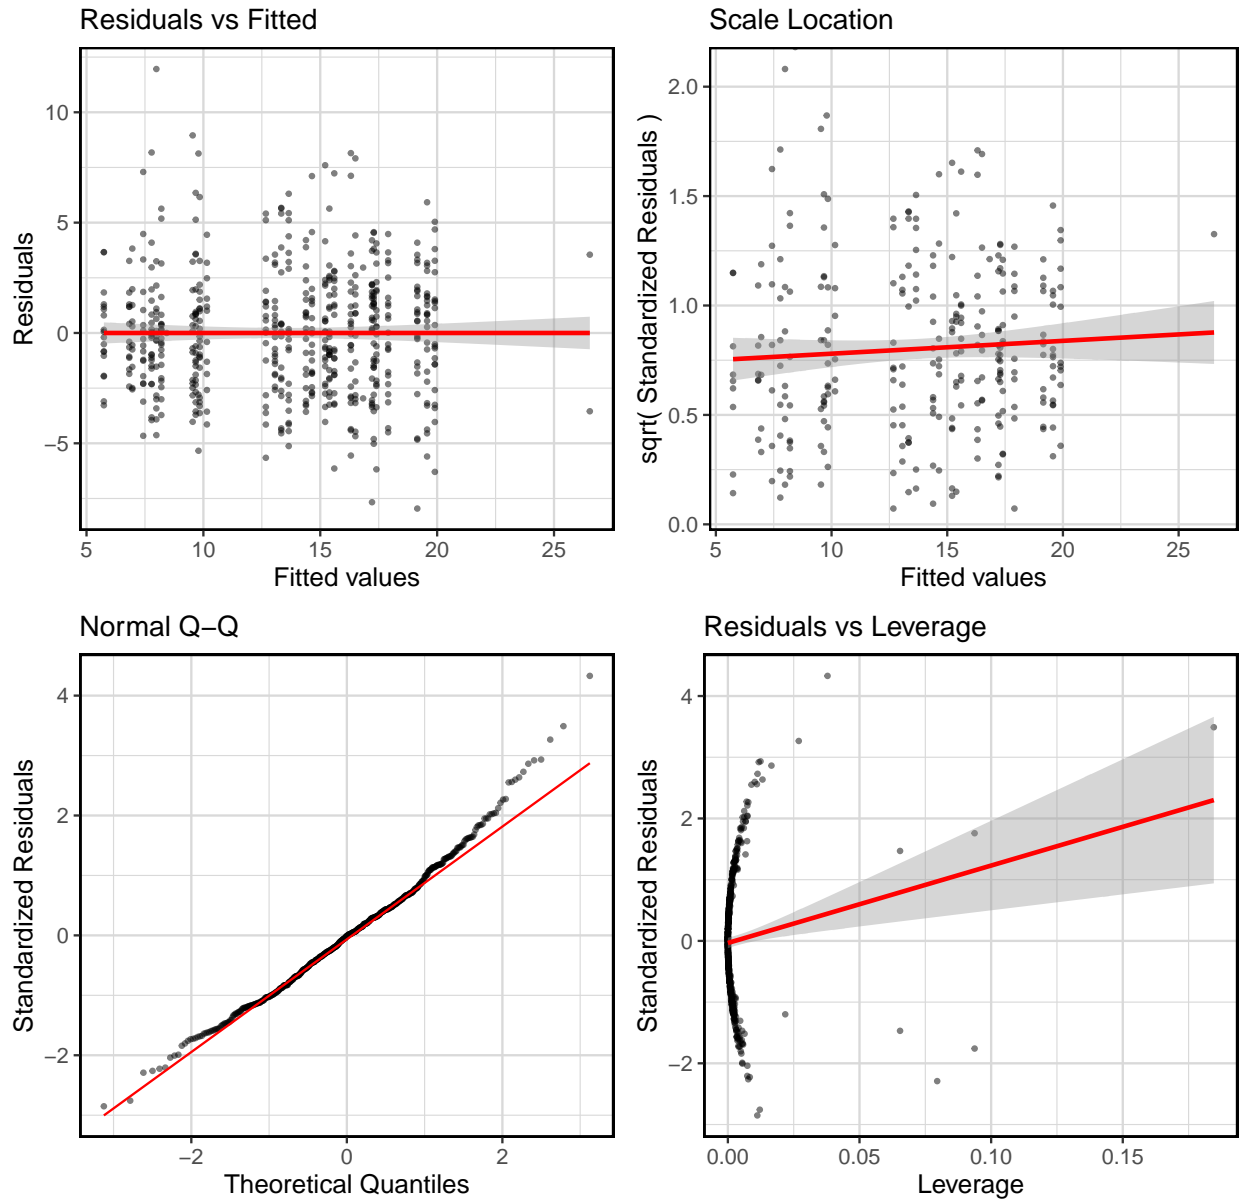 Residuals vs Fitted
Residuals
10
5
0
−5
5
10
15
20
25
Fitted values
Scale Location
sqrt( Standardized Residuals )
2.0
1.5
1.0
0.5
0.0
5
10
15
20
25
Fitted values
Normal Q−Q
Standardized Residuals
4
2
0
−2
−2
0
2
Theoretical Quantiles
Residuals vs Leverage
Standardized Residuals
4
2
0
−2
0.00
0.05
0.10
0.15
Leverage